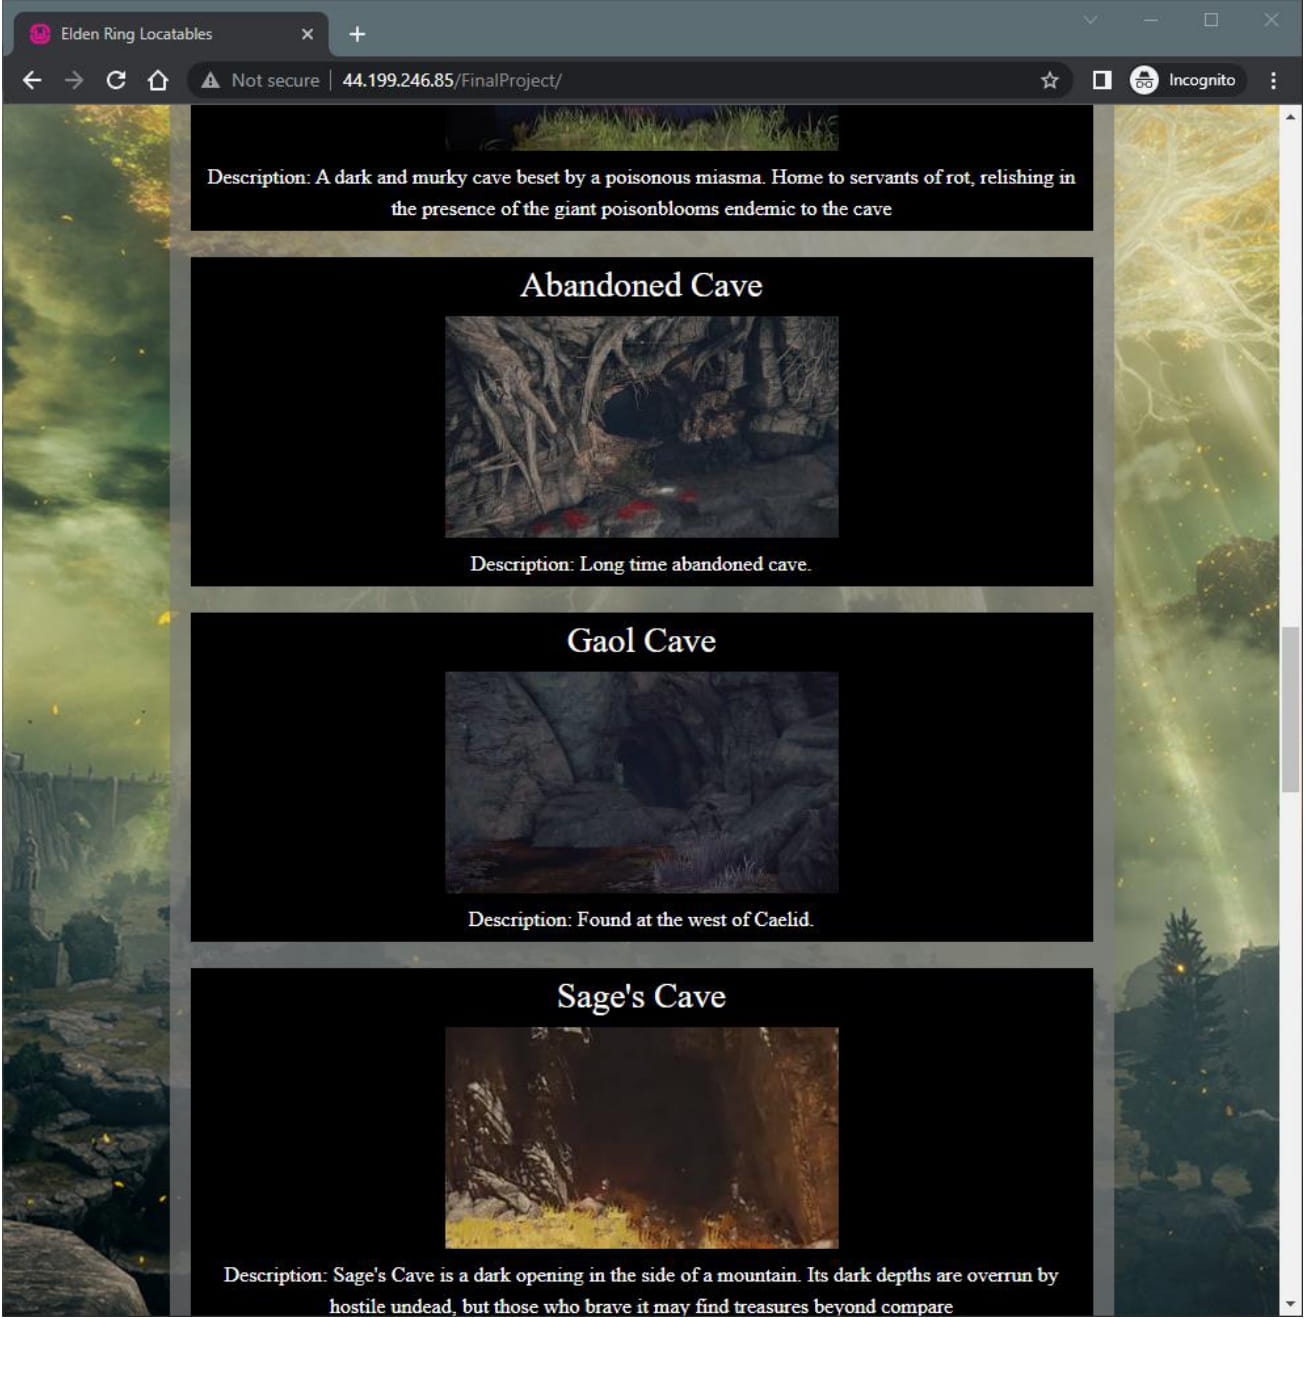 Elden Ring Locatables
Not secure 44.199.246.85/FinalProject/ Incognito
Description: A dark and murky cave beset by a poisonous miasma. Home to servants of rot, relishing in
the presence of the giant poisonblooms endemic to the cave
Abandoned Cave
Description: Long time abandoned cave.
Gaol Cave
Description: Found at the west of Caelid.
Sage's Cave
Description: Sage's Cave is a dark opening in the side of a mountain. Its dark depths are overrun by
hostile undead, but those who brave it may find treasures beyond compare